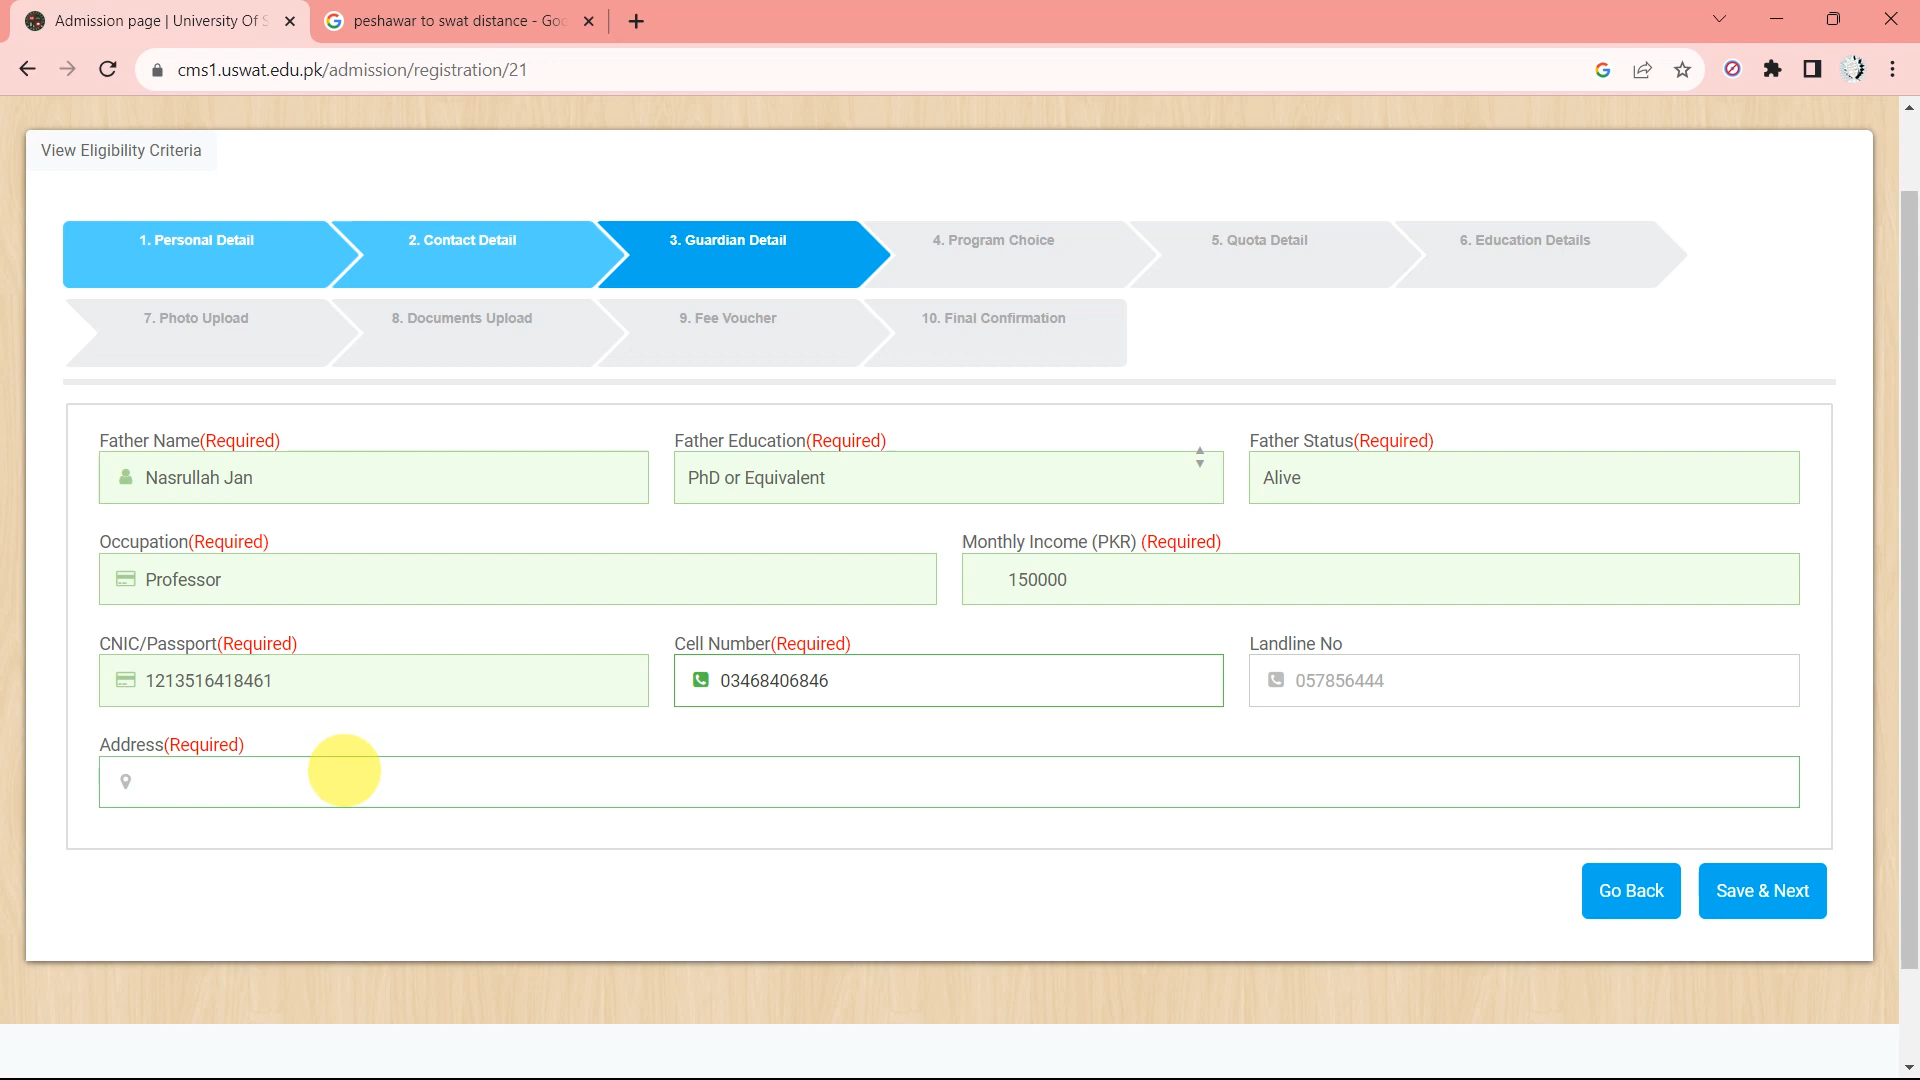 Admission page | University Of S
peshawar to swat distance - Goo
cms1.uswat.edu.pk/admission/registration/21
View Eligibility Criteria
1. Personal Detail
2. Contact Detail
3. Guardian Detail
4. Program Choice
5. Quota Detail
6. Education Details
7. Photo Upload
8. Documents Upload
9. Fee Voucher
10. Final Confirmation
Father Name(Required)
Father Education(Required)
Father Status(Required)
Nasrullah Jan
PhD or Equivalent
Alive
Occupation(Required)
Monthly Income (PKR) (Required)
Professor
150000
CNIC/Passport(Required)
Cell Number(Required)
Landline No
1213516418461
03468406846
057856444
Address(Required)
Go Back
Save & Next